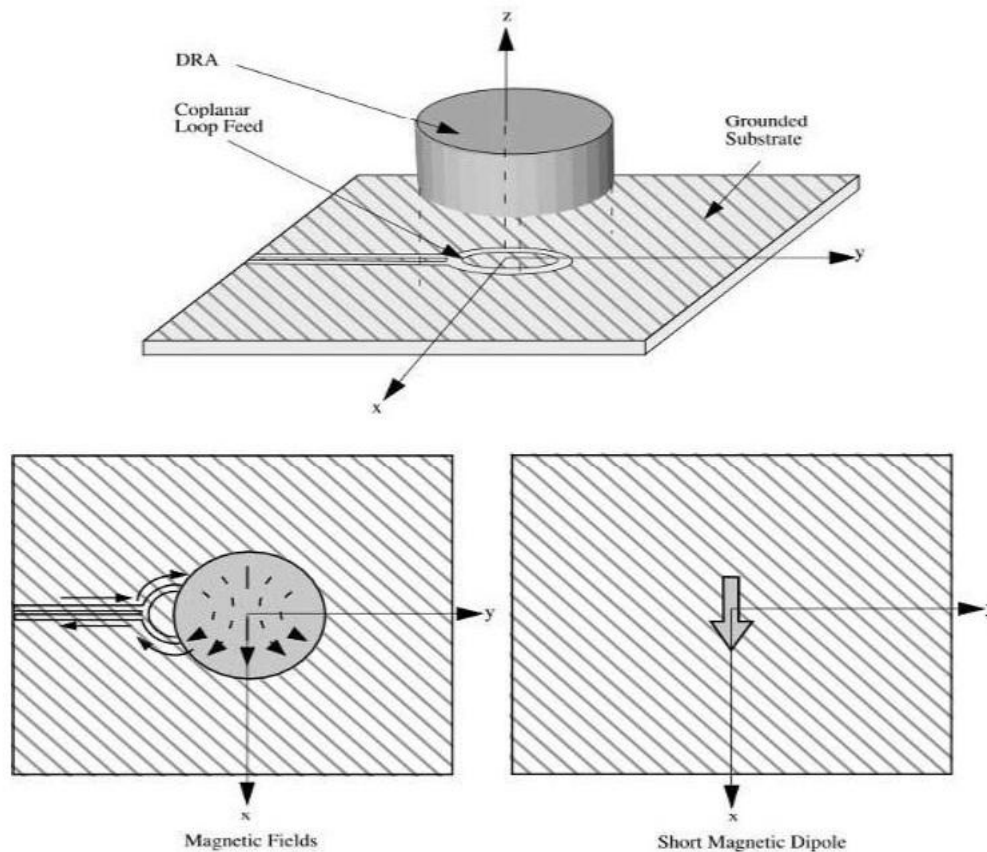 z
DRA
Coplanar
Loop Feed
Grounded
Substrate
y
x
y
x
Magnetic Fields
x
Short Magnetic Dipole